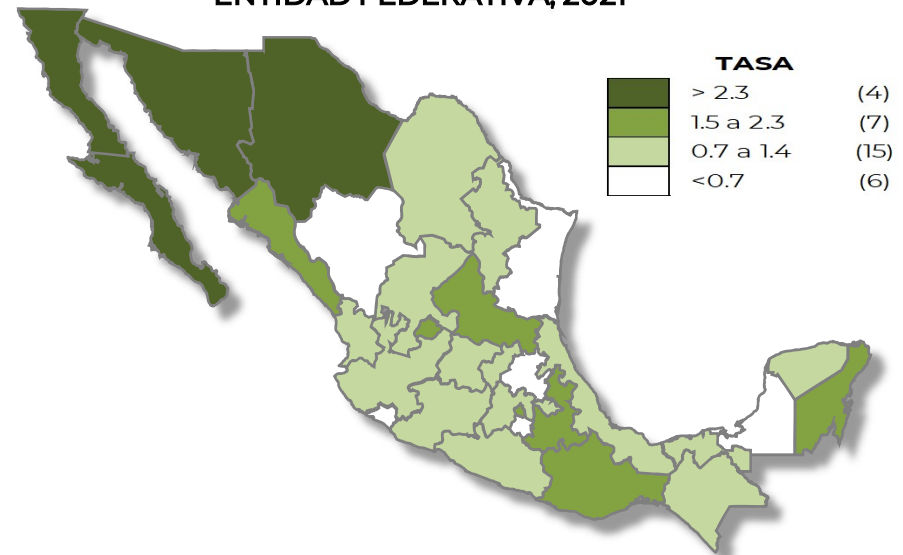 ENTIDAD FEDERATIVA, 2021
TASA
> 2.3 (4)
1.5 a 2.3 (7)
0.7 a 1.4 (15)
<0.7 (6)